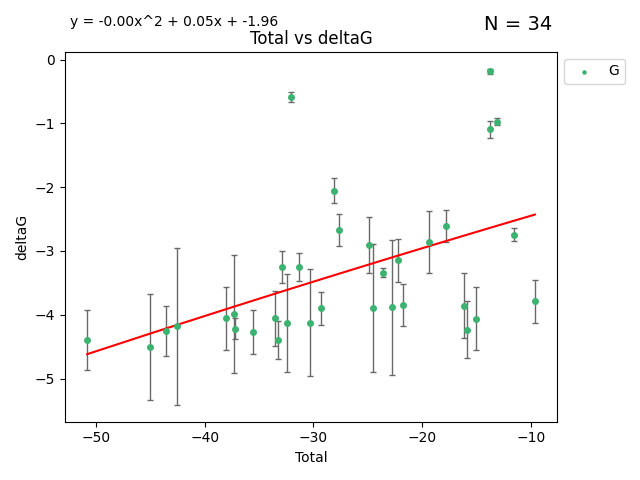 y = -0.00x^2 + 0.05x + -1.96
N = 34
Total vs deltaG
G
0
−1
−2
−3
−4
−5
deltaG
−50 −40 −30 −20 −10
Total